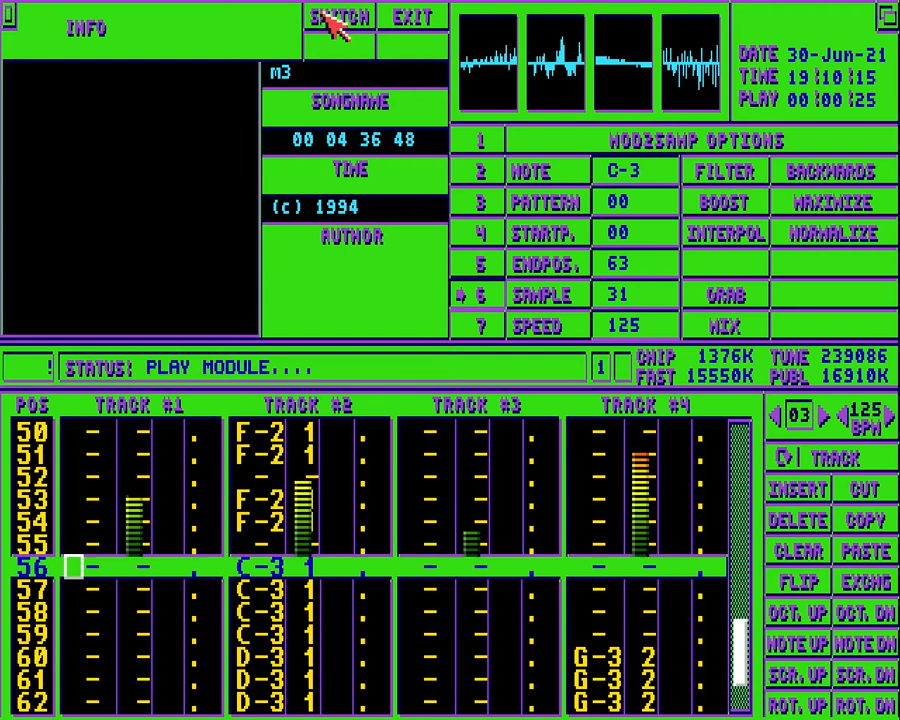 INFO
SWITCH EXIT
m3
SONGNAME
00 04 36 48
TIME
(c) 1994
AUTHOR
DATE 30-Jun-21
TIME 19:10:15
PLAY 00:00:25
1 MOD2SAMP OPTIONS
2 NOTE C-3 FILTER BACKWARDS
3 PATTERN 00 BOOST MAXIMIZE
4 STARTP. 00 INTERPOL NORMALIZE
5 ENDPOS. 63
6 SAMPLE 31 GRAB
7 SPEED 125 MIX
! STATUS: PLAY MODULE.... 1
CHIP 1376K TUNE 239086
FAST 15550K PUBL 16910K
POS TRACK #1 TRACK #2 TRACK #3 TRACK #4
50 - - . F-2 1 . - - . - - .
51 - - . F-2 1 . - - . - - .
52 - - . - - . - - . - - .
53 - - . F-2 1 . - - . - - .
54 - - . F-2 1 . - - . - - .
55 - - . - - . - - . - - .
56 - - . C-3 1 . - - . - - .
57 - - . C-3 1 . - - . - - .
58 - - . C-3 1 . - - . - - .
59 - - . C-3 1 . - - . - - .
60 - - . D-3 1 . - - . G-3 2 .
61 - - . D-3 1 . - - . G-3 2 .
62 - - . D-3 1 . - - . G-3 2 .
03 125 BPM
TRACK
INSERT CUT
DELETE COPY
CLEAR PASTE
FLIP EXCHG
OCT. UP OCT. DN
NOTE UP NOTE DN
SCR. UP SCR. DN
ROT. UP ROT. DN